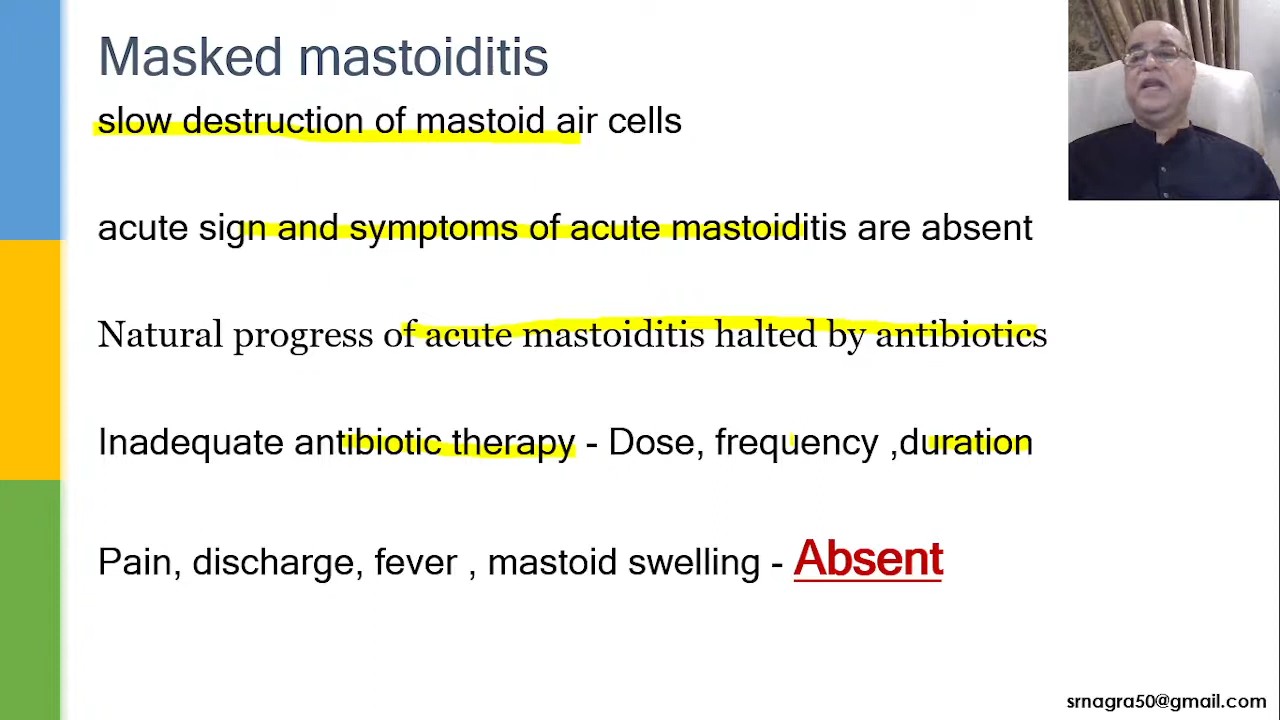 Masked mastoiditis
slow destruction of mastoid air cells
acute sign and symptoms of acute mastoiditis are absent
Natural progress of acute mastoiditis halted by antibiotics
Inadequate antibiotic therapy - Dose, frequency ,duration
Pain, discharge, fever , mastoid swelling - Absent
srnagra50@gmail.com